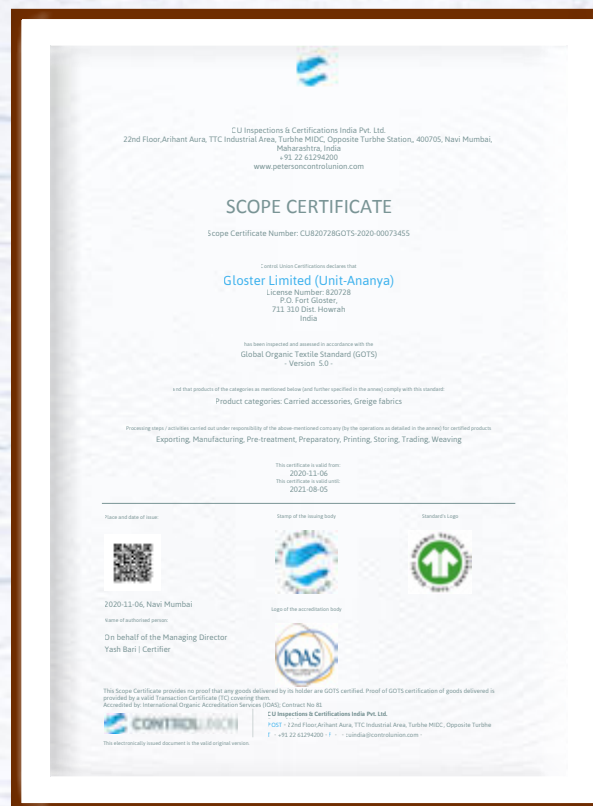 CU Inspections & Certifications India Pvt. Ltd.
22nd Floor,Arihant Aura, TTC Industrial Area, Turbhe MIDC, Opposite Turbhe Station,, 400705, Navi Mumbai,
Maharashtra, India
+91 22 61294200
www.petersoncontrolunion.com
SCOPE CERTIFICATE
Scope Certificate Number: CU820728GOTS-2020-00073455
Control Union Certifications declares that
Gloster Limited (Unit-Ananya)
License Number: 820728
P.O. Fort Gloster,
711 310 Dist. Howrah
India
has been inspected and assessed in accordance with the
Global Organic Textile Standard (GOTS)
- Version 5.0 -
and that products of the categories as mentioned below (and further specified in the annex) comply with this standard:
Product categories: Carried accessories, Greige fabrics
Processing steps / activities carried out under responsibility of the above-mentioned company (by the operations as detailed in the annex) for certified products
Exporting, Manufacturing, Pre-treatment, Preparatory, Printing, Storing, Trading, Weaving
This certificate is valid from:
2020-11-06
This certificate is valid until:
2021-08-05
Place and date of issue:
Stamp of the issuing body
Standard's Logo
2020-11-06, Navi Mumbai
Logo of the accreditation body
Name of authorised person:
On behalf of the Managing Director
Yash Bari | Certifier
IOAS
This Scope Certificate provides no proof that any goods delivered by its holder are GOTS certified. Proof of GOTS certification of goods delivered is
provided by a valid Transaction Certificate (TC) covering them.
Accredited by: International Organic Accreditation Services (IOAS), Contract No 81
CONTROLUNION
CU Inspections & Certifications India Pvt. Ltd.
POST - 22nd Floor,Arihant Aura, TTC Industrial Area, Turbhe MIDC, Opposite Turbhe
T - +91 22 61294200 - coindia@controlunion.com -
This electronically issued document is the valid original version.